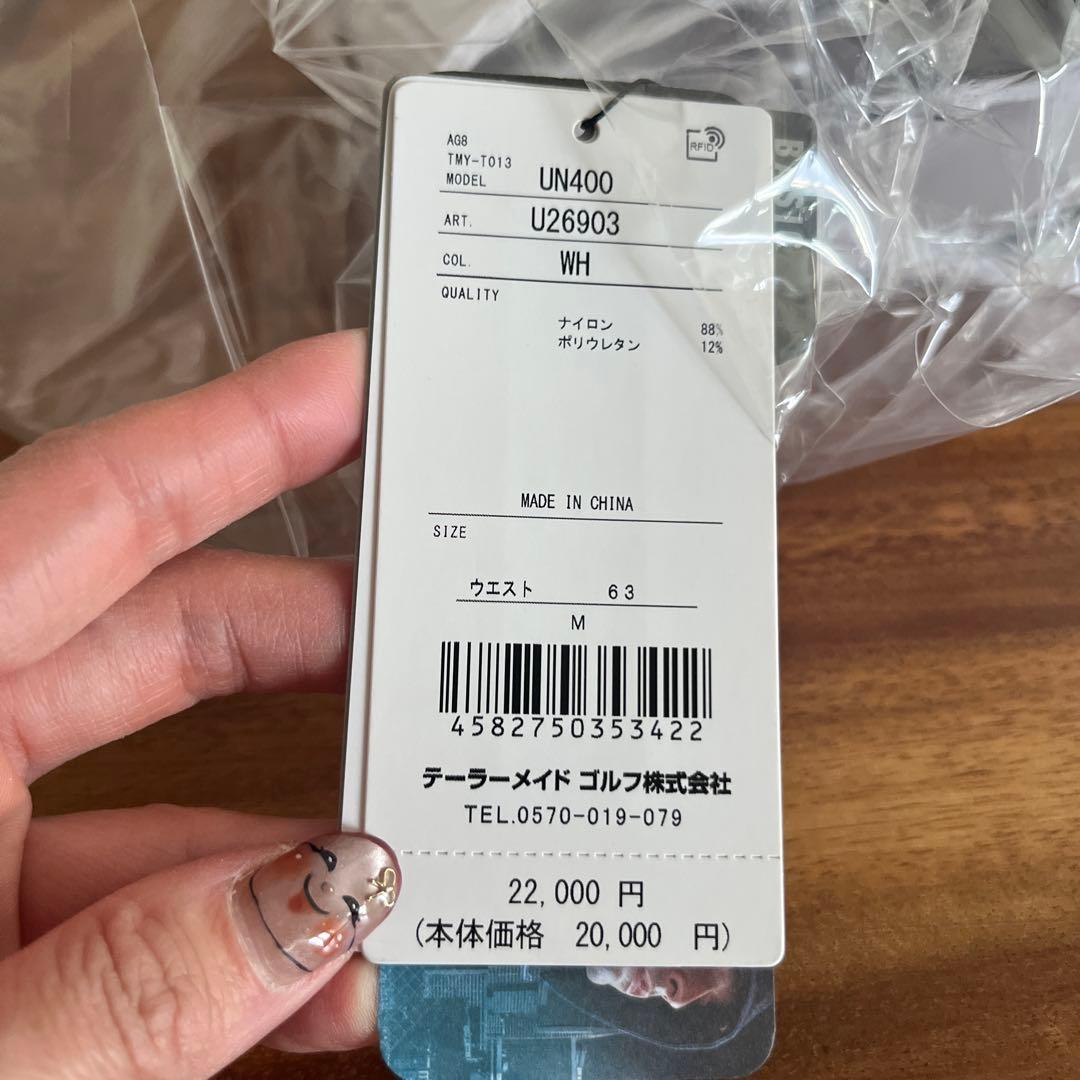 AG8
RFID
TMY-T013
MODEL UN400
ART. U26903
COL. WH
QUALITY
ナイロン 88%
ポリウレタン 12%
MADE IN CHINA
SIZE
ウエスト 63
M
4582750353422
テーラーメイド ゴルフ株式会社
TEL.0570-019-079
22,000 円
(本体価格 20,000 円)